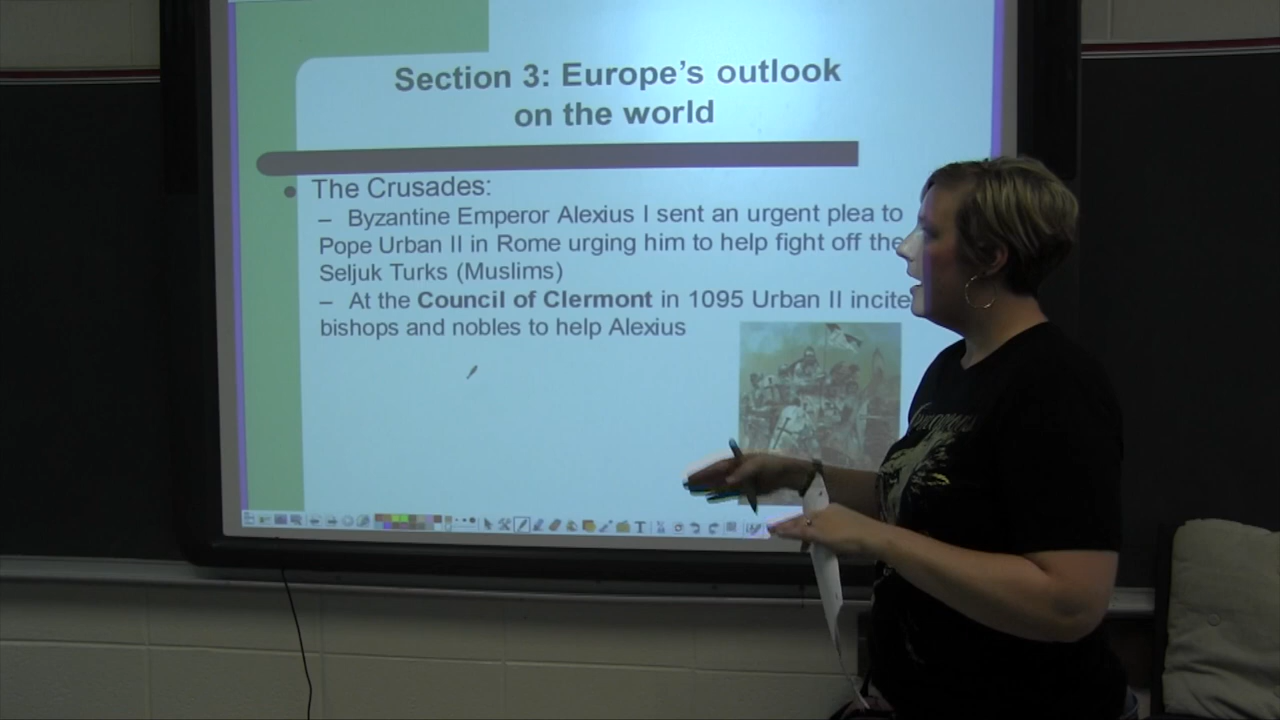 Section 3: Europe's outlook
on the world
• The Crusades:
– Byzantine Emperor Alexius I sent an urgent plea to
Pope Urban II in Rome urging him to help fight off the
Seljuk Turks (Muslims)
– At the Council of Clermont in 1095 Urban II incite
bishops and nobles to help Alexius
T